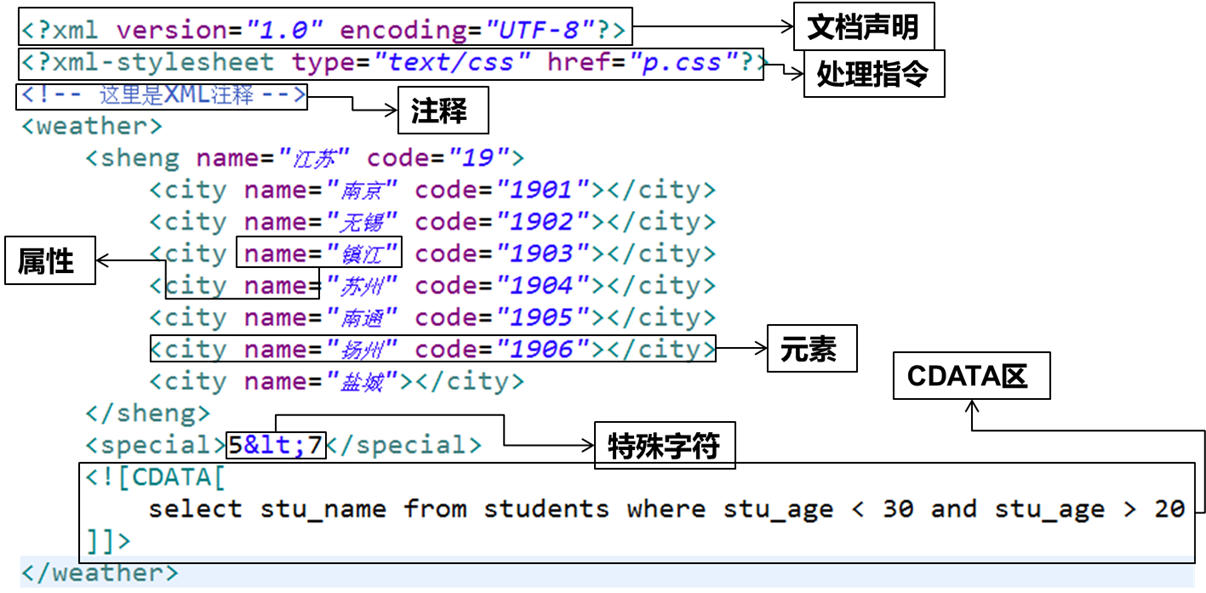 <?xml version="1.0" encoding="UTF-8"?>
文档声明
<?xml-stylesheet type="text/css" href="p.css"?>
处理指令
<!-- 这里是XML注释 -->
注释
<weather>
<sheng name="江苏" code="19">
<city name="南京" code="1901"></city>
<city name="无锡" code="1902"></city>
<city name="镇江" code="1903"></city>
属性
<city name="苏州" code="1904"></city>
<city name="南通" code="1905"></city>
<city name="扬州" code="1906"></city>
元素
<city name="盐城"></city>
CDATA区
</sheng>
<special>5&lt;7</special>
特殊字符
<![CDATA[
select stu_name from students where stu_age < 30 and stu_age > 20
]]>
</weather>